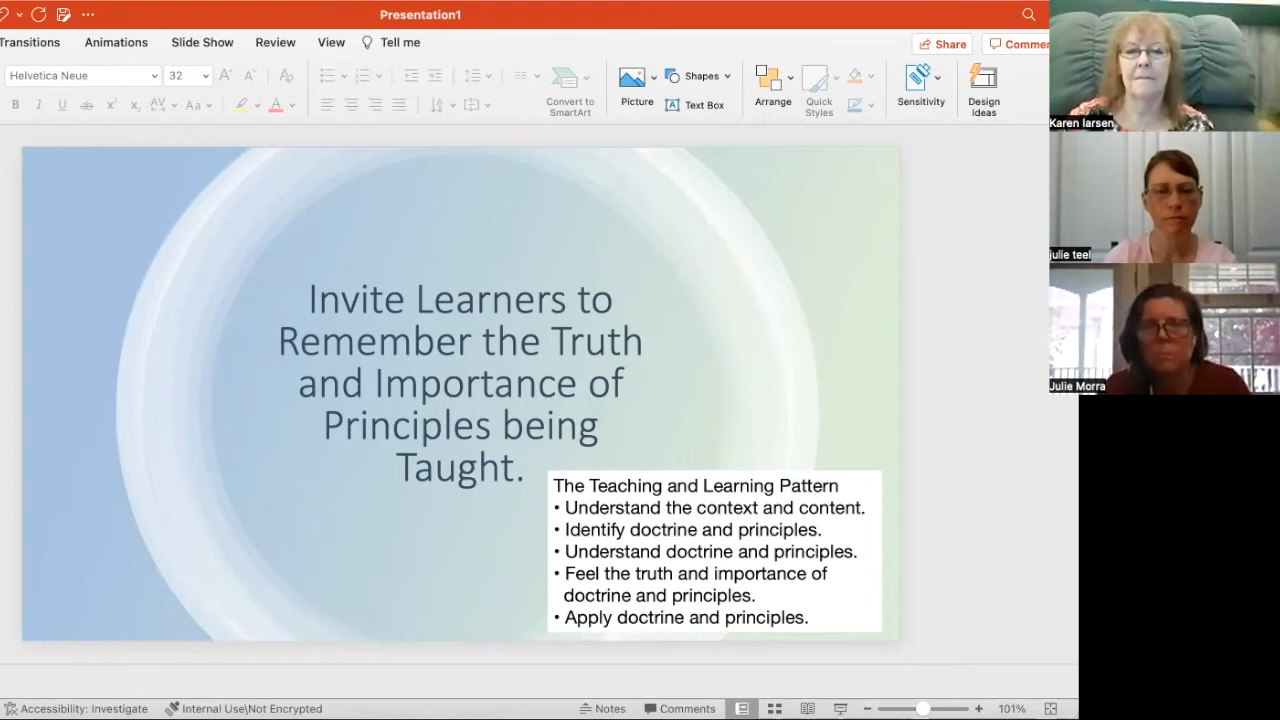 Presentation1
Transitions
Animations
Slide Show
Review
View
Tell me
Share
Comme
Helvetica Neue
32
Convert to
SmartArt
Picture
Shapes
Text Box
Arrange
Quick
Styles
Sensitivity
Design
Ideas
B I U ab X X AV Aa A
Karen larsen
julie teel
Julie Morra
Invite Learners to
Remember the Truth
and Importance of
Principles being
Taught.
The Teaching and Learning Pattern
• Understand the context and content.
• Identify doctrine and principles.
• Understand doctrine and principles.
• Feel the truth and importance of
doctrine and principles.
• Apply doctrine and principles.
Accessibility: Investigate
Internal Use\Not Encrypted
Notes
Comments
101%